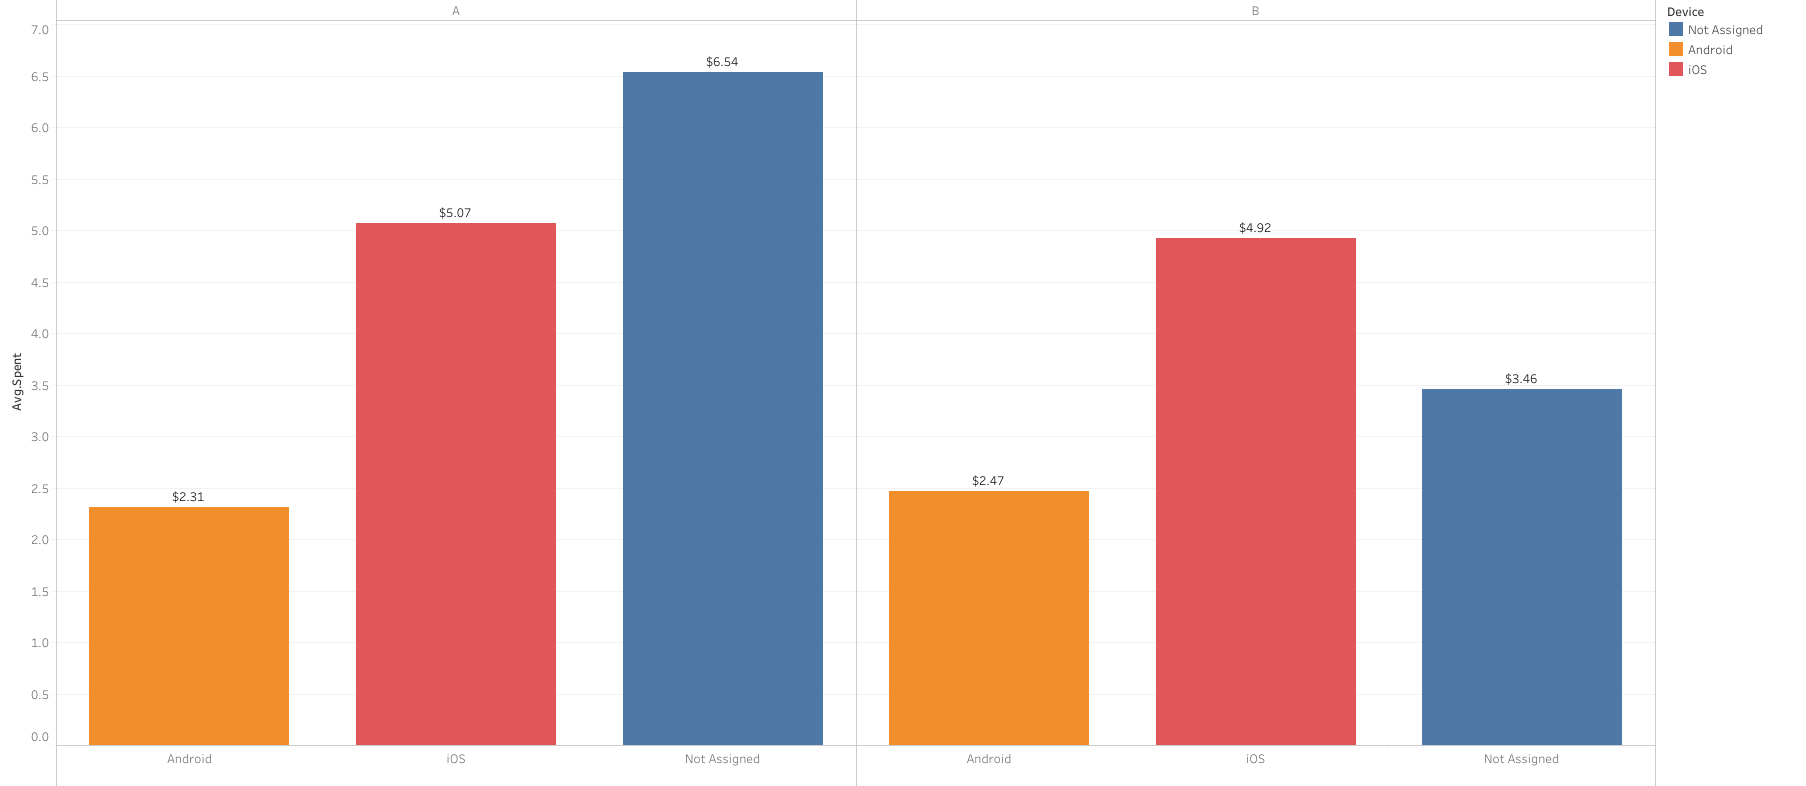 A
B
Device
Not Assigned
Android
iOS
Avg.Spent
7.0
6.5
6.0
5.5
5.0
4.5
4.0
3.5
3.0
2.5
2.0
1.5
1.0
0.5
0.0
$2.31
$5.07
$6.54
$2.47
$4.92
$3.46
Android
iOS
Not Assigned
Android
iOS
Not Assigned